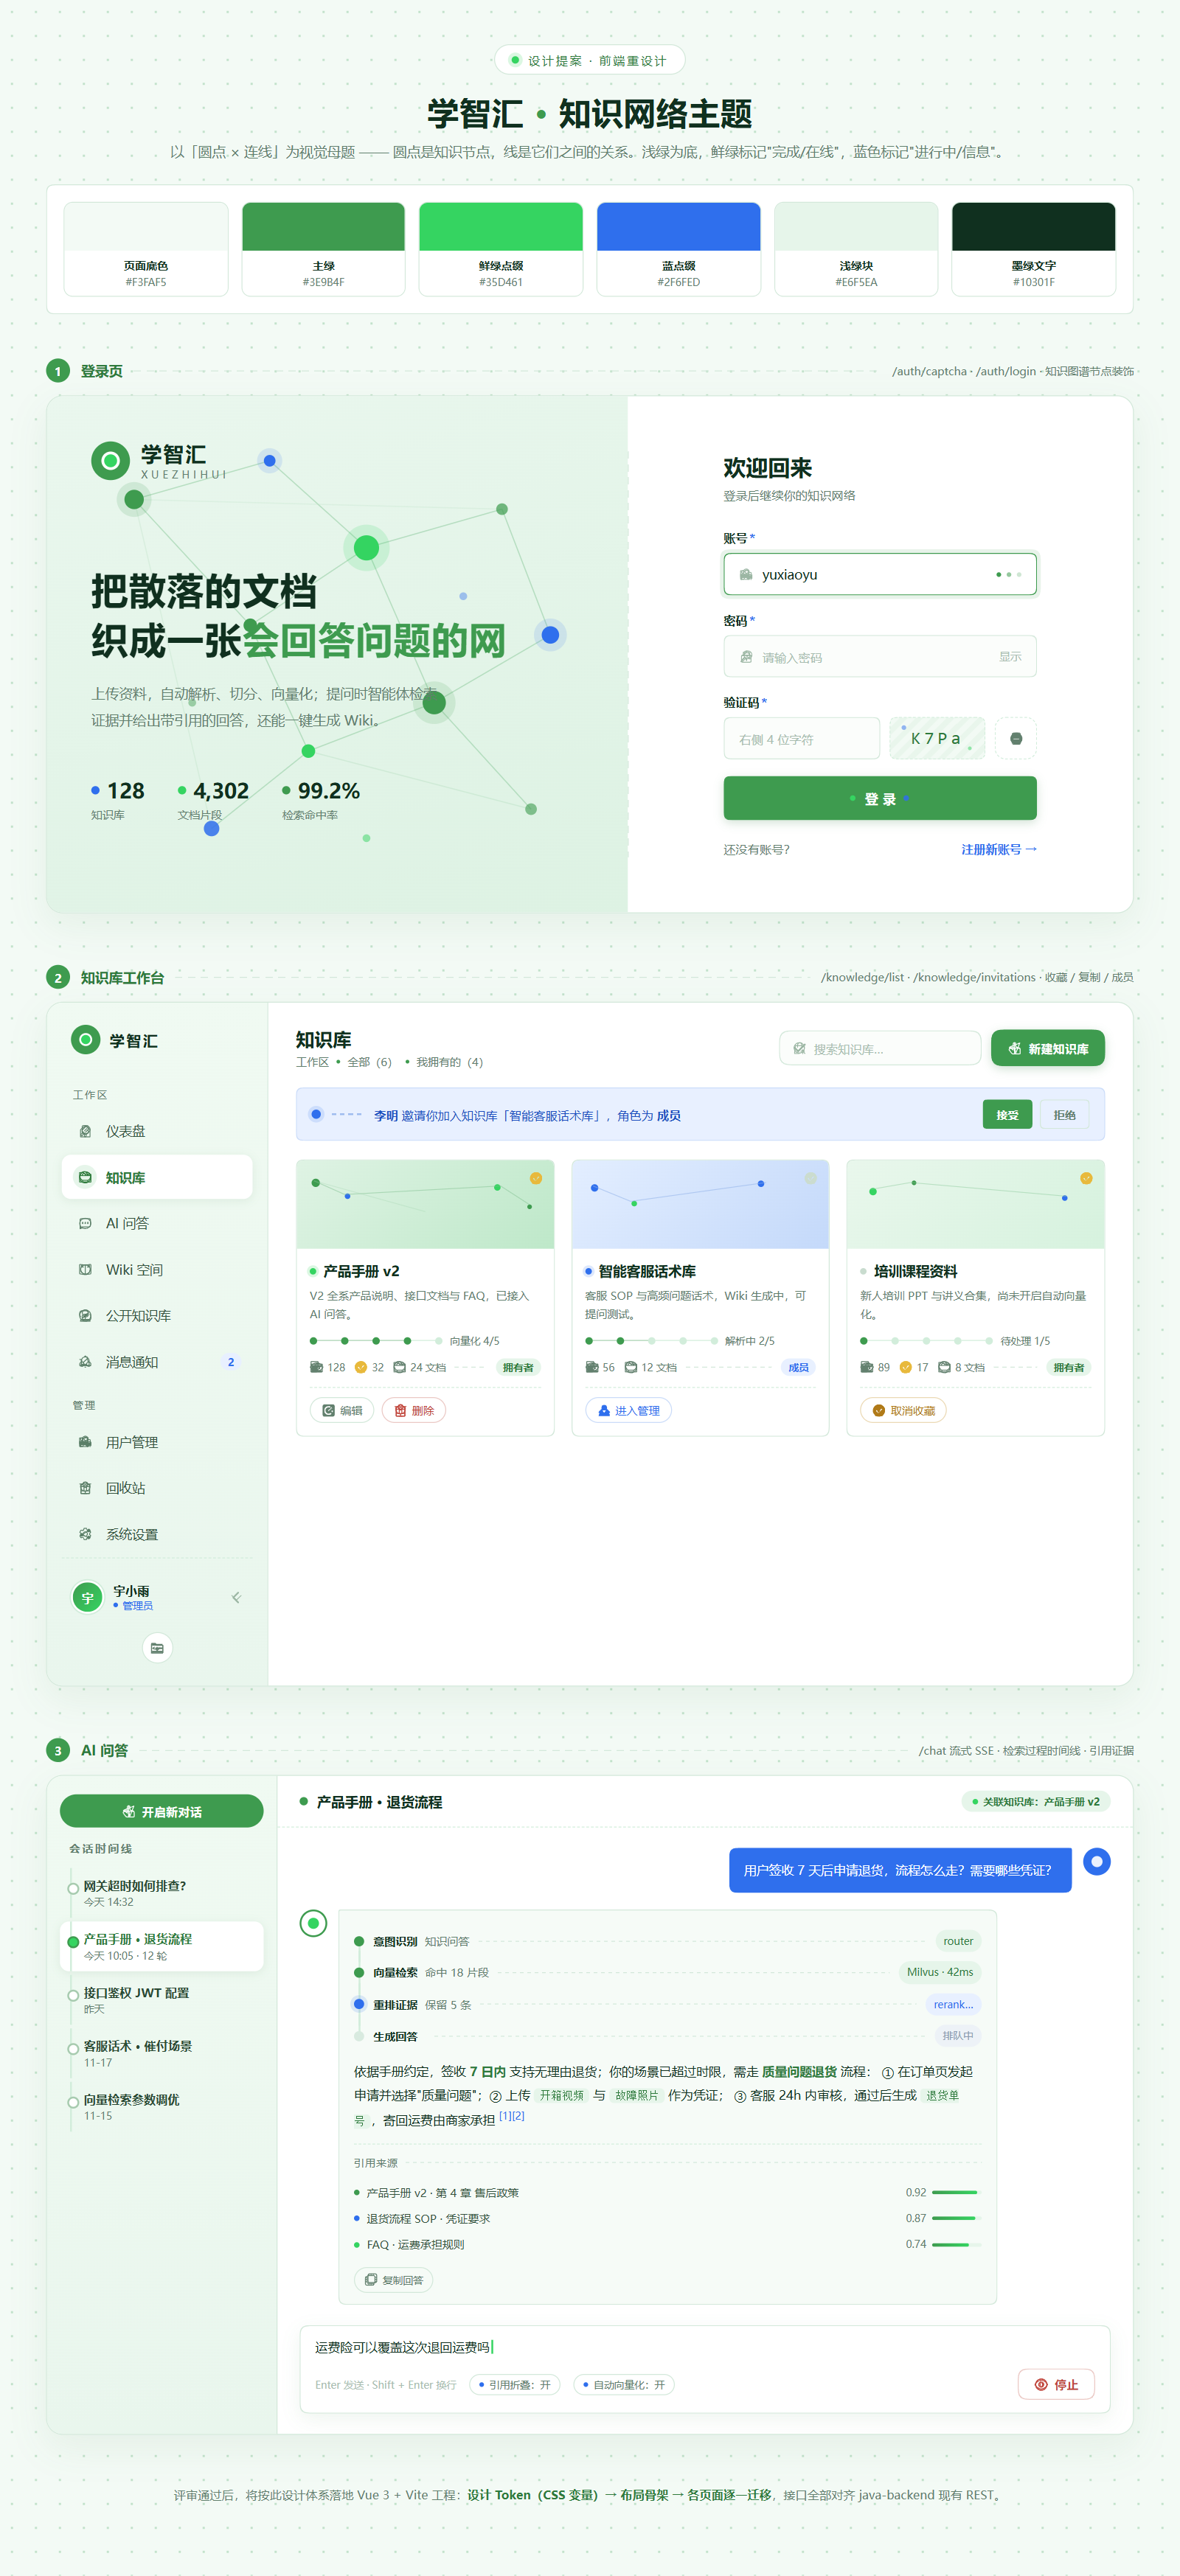 设计提案 · 前端重设计
学智汇 • 知识网络主题
以「圆点 × 连线」为视觉母题 —— 圆点是知识节点，线是它们之间的关系。浅绿为底，鲜绿标记"完成/在线"，蓝色标记"进行中/信息"。
页面底色
#F3FAF5
主绿
#3E9B4F
鲜绿点缀
#35D461
蓝点缀
#2F6FED
浅绿块
#E6F5EA
墨绿文字
#10301F
1 登录页
/auth/captcha · /auth/login · 知识图谱节点装饰
学智汇
XUEZHIHUI
把散落的文档
织成一张会回答问题的网
上传资料，自动解析、切分、向量化；提问时智能体检索
证据并给出带引用的回答，还能一键生成 Wiki。
128
知识库
4,302
文档片段
99.2%
检索命中率
欢迎回来
登录后继续你的知识网络
账号*
yuxiaoyu
密码*
请输入密码 显示
验证码*
右侧 4 位字符
K7Pa
登 录
还没有账号？ 注册新账号 →
2 知识库工作台
/knowledge/list · /knowledge/invitations · 收藏 / 复制 / 成员
学智汇
工作区
仪表盘
知识库
AI 问答
Wiki 空间
公开知识库
消息通知 2
管理
用户管理
回收站
系统设置
宇
宇小雨
管理员
知识库
工作区 • 全部（6） • 我拥有的（4）
搜索知识库...
新建知识库
李明 邀请你加入知识库「智能客服话术库」，角色为 成员
接受
拒绝
产品手册 v2
V2 全系产品说明、接口文档与 FAQ，已接入
AI 问答。
向量化 4/5
128 32 24 文档 拥有者
编辑 删除
智能客服话术库
客服 SOP 与高频问题话术，Wiki 生成中，可
提问测试。
解析中 2/5
56 12 文档 成员
进入管理
培训课程资料
新人培训 PPT 与讲义合集，尚未开启自动向量
化。
待处理 1/5
89 17 8 文档 拥有者
取消收藏
3 AI 问答
/chat 流式 SSE · 检索过程时间线 · 引用证据
开启新对话
会话时间线
网关超时如何排查?
今天 14:32
产品手册 • 退货流程
今天 10:05 · 12 轮
接口鉴权 JWT 配置
昨天
客服话术 • 催付场景
11-17
向量检索参数调优
11-15
产品手册 • 退货流程
关联知识库：产品手册 v2
用户签收 7 天后申请退货，流程怎么走？需要哪些凭证？
意图识别 知识问答 router
向量检索 命中 18 片段 Milvus · 42ms
重排证据 保留 5 条 rerank...
生成回答 排队中
依据手册约定，签收 7 日内 支持无理由退货；你的场景已超过时限，需走 质量问题退货 流程： ① 在订单页发起
申请并选择"质量问题"；② 上传 开箱视频 与 故障照片 作为凭证； ③ 客服 24h 内审核，通过后生成 退货单
号 ，寄回运费由商家承担 [1][2]
引用来源
产品手册 v2 · 第 4 章 售后政策 0.92
退货流程 SOP · 凭证要求 0.87
FAQ · 运费承担规则 0.74
复制回答
运费险可以覆盖这次退回运费吗
Enter 发送 · Shift + Enter 换行 引用折叠：开 自动向量化：开
停止
评审通过后，将按此设计体系落地 Vue 3 + Vite 工程：设计 Token（CSS 变量）→ 布局骨架 → 各页面逐一迁移，接口全部对齐 java-backend 现有 REST。